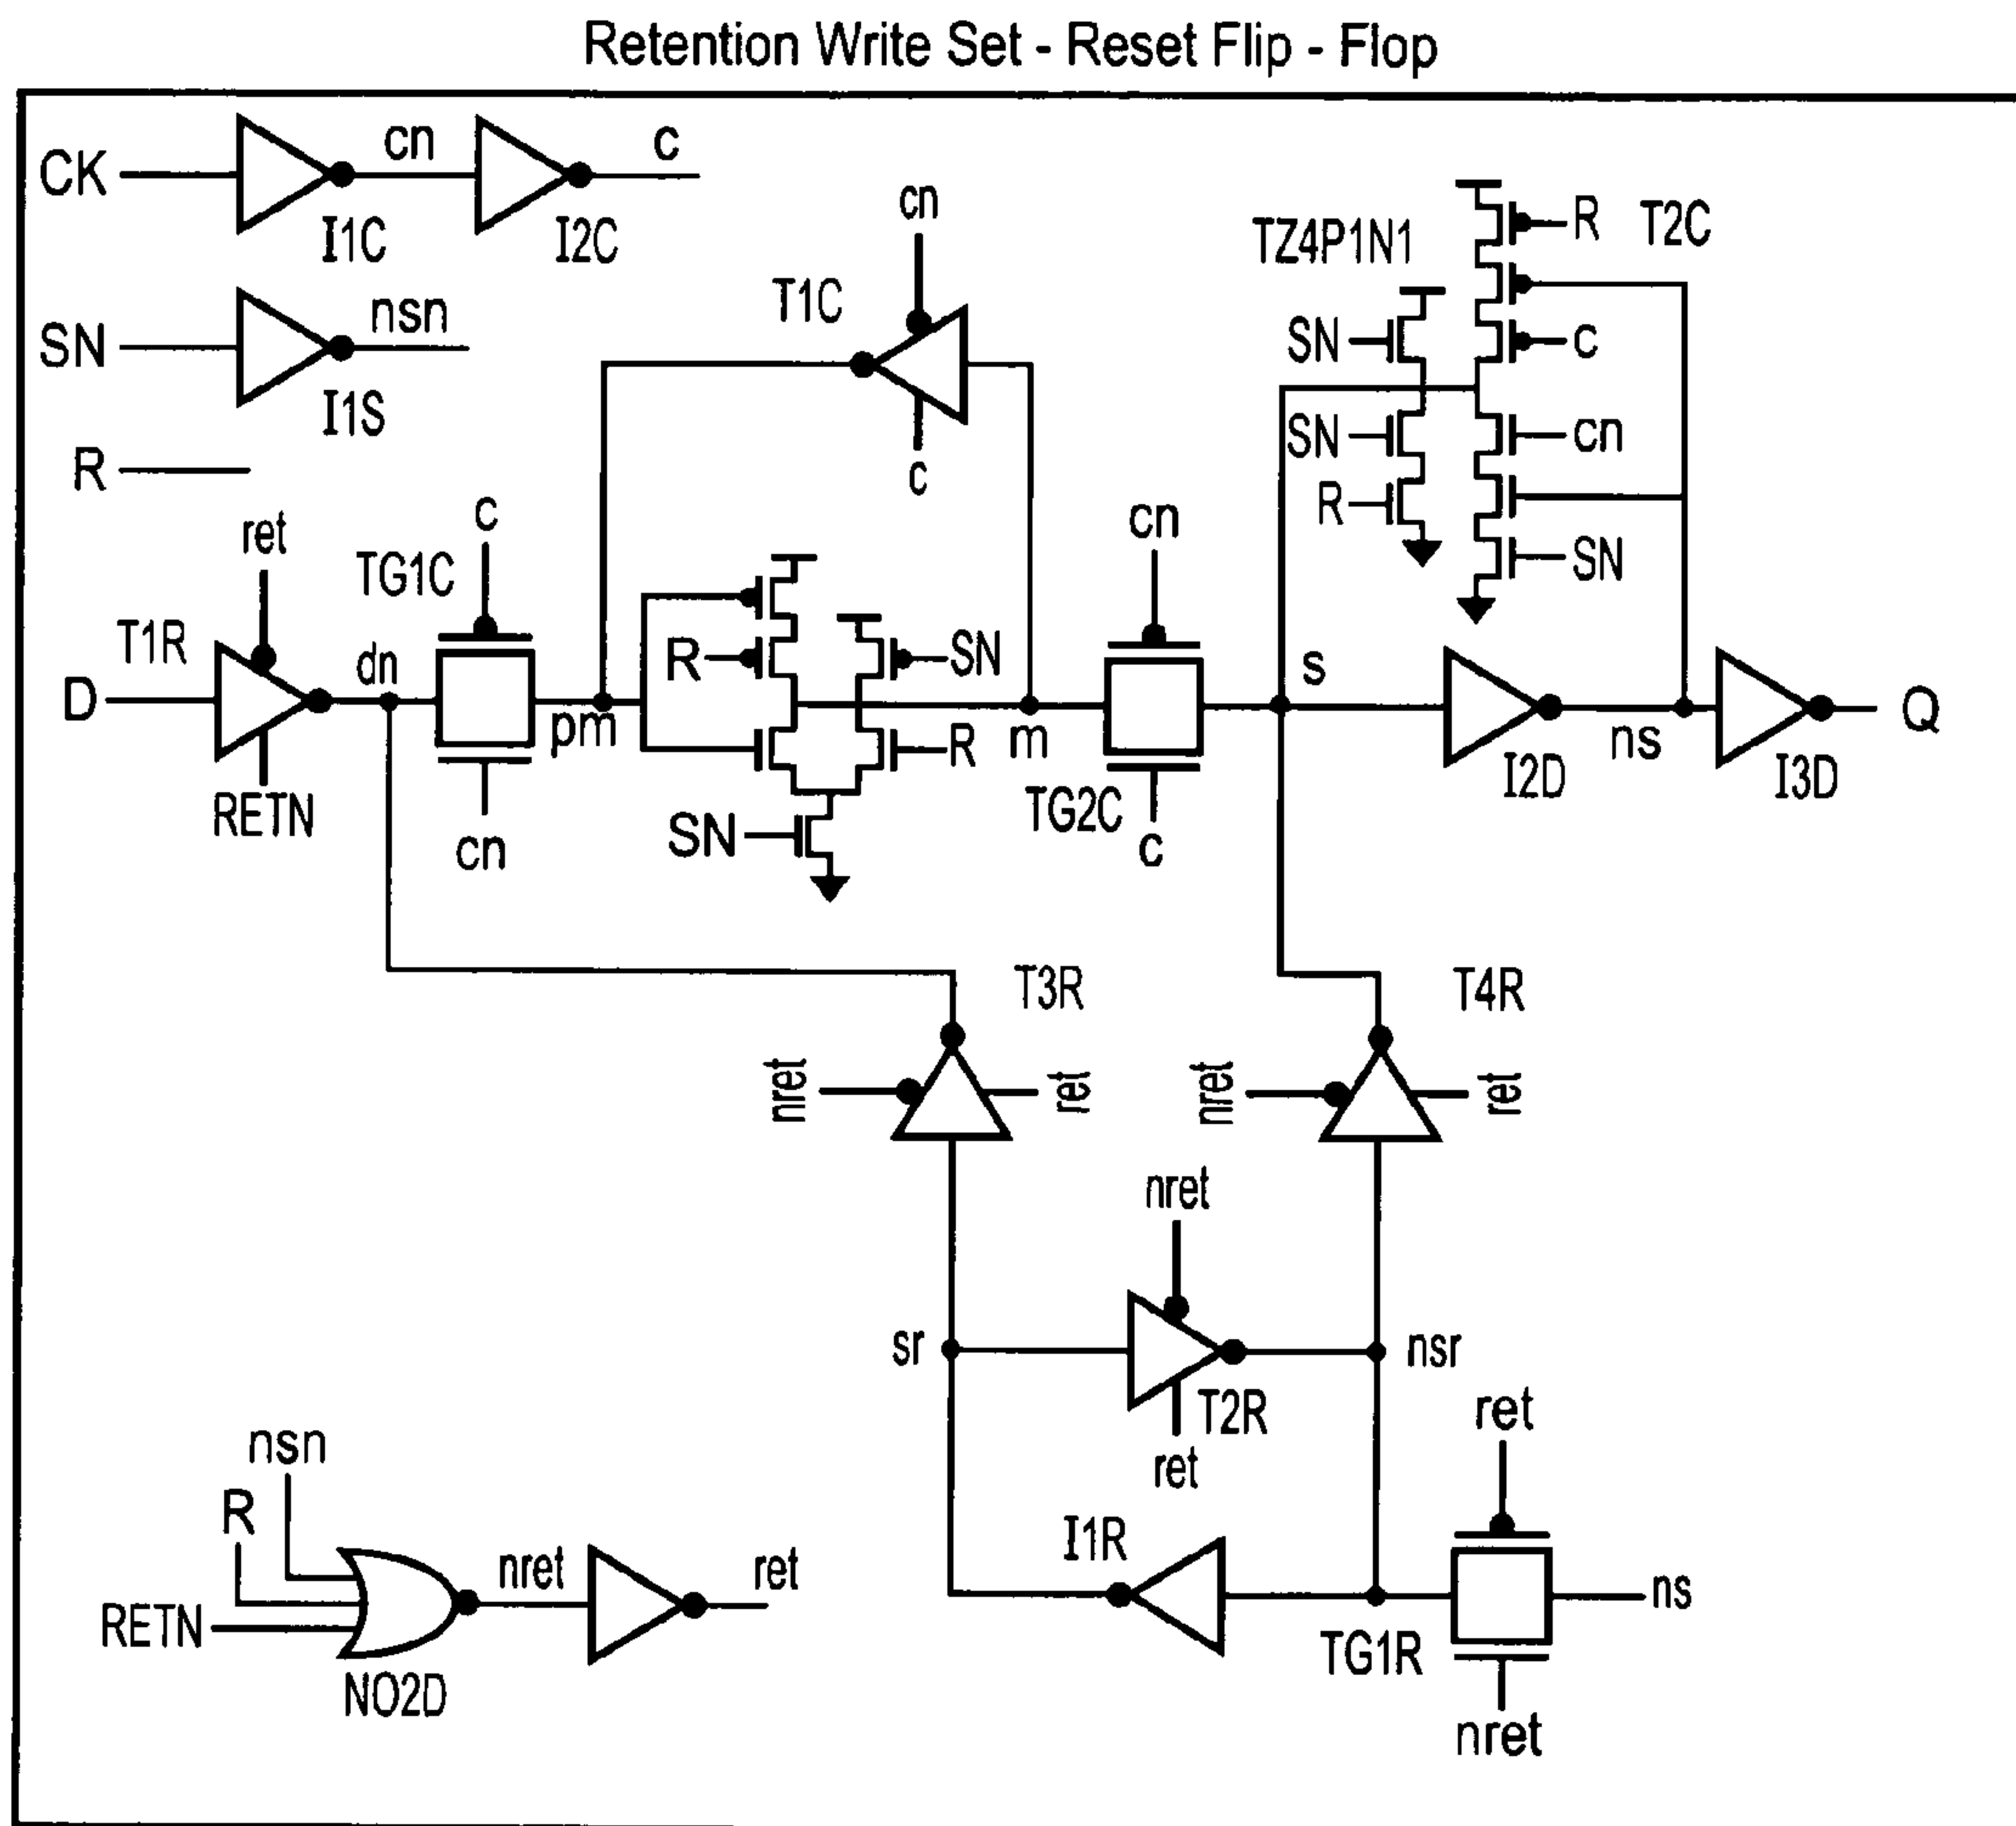 Retention Write Set - Reset Flip - Flop
CK
cn
c
I1C
I2C
SN
nsn
I1S
R
cn
T1C
c
TZ4P1N1
R
T2C
SN
c
SN
cn
R
SN
ret
T1R
D
RETN
dn
TG1C
c
cn
pm
R
SN
R
SN
m
cn
TG2C
c
s
I2D
ns
I3D
Q
T3R
nret
ret
T4R
nret
ret
nret
sr
T2R
ret
nsr
I1R
ret
TG1R
ns
nret
nsn
R
RETN
NO2D
nret
ret